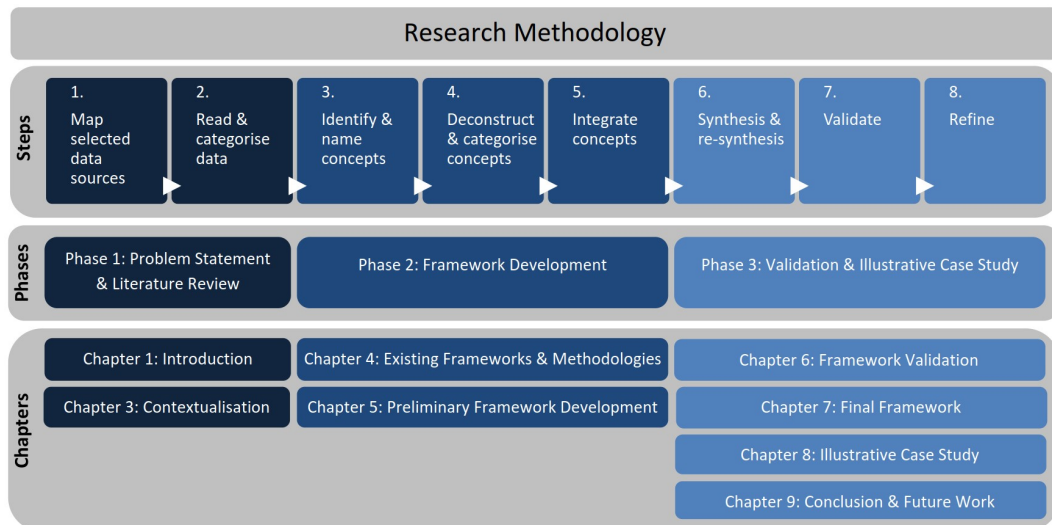 Research Methodology
Steps
1.
Map
selected
data
sources
2.
Read &
categorise
data
3.
Identify &
name
concepts
4.
Deconstruct
& categorise
concepts
5.
Integrate
concepts
6.
Synthesis &
re-synthesis
7.
Validate
8.
Refine
Phases
Phase 1: Problem Statement
& Literature Review
Phase 2: Framework Development
Phase 3: Validation & Illustrative Case Study
Chapters
Chapter 1: Introduction
Chapter 3: Contextualisation
Chapter 4: Existing Frameworks & Methodologies
Chapter 5: Preliminary Framework Development
Chapter 6: Framework Validation
Chapter 7: Final Framework
Chapter 8: Illustrative Case Study
Chapter 9: Conclusion & Future Work